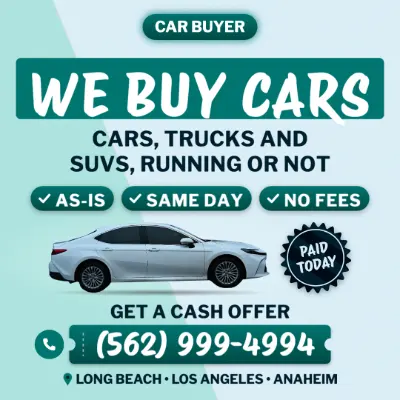 CAR BUYER
WE BUY CARS
CARS, TRUCKS AND
SUVS, RUNNING OR NOT
AS-IS
SAME DAY
NO FEES
PAID
TODAY
GET A CASH OFFER
(562) 999-4994
LONG BEACH • LOS ANGELES • ANAHEIM